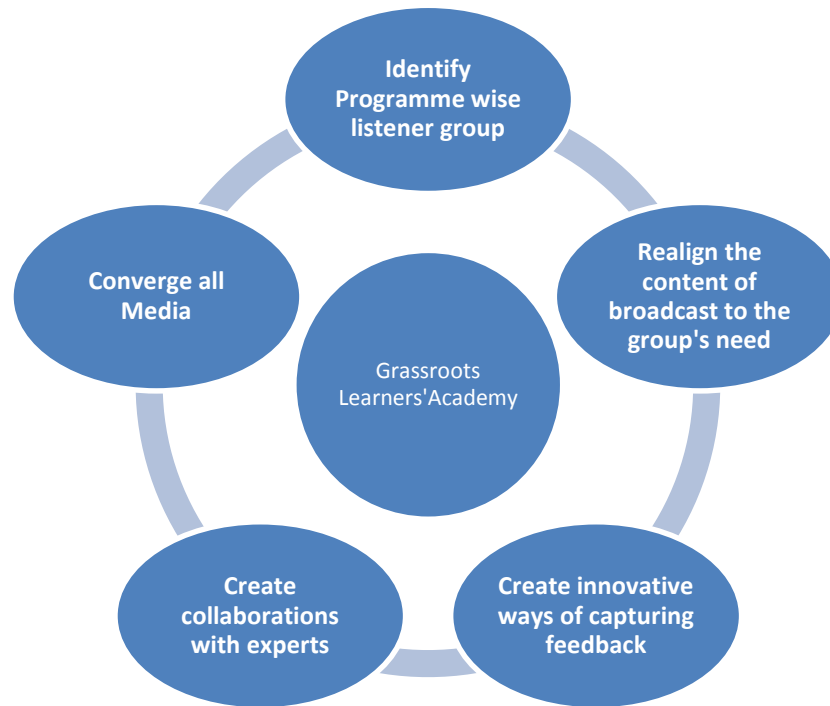 Identify
Programme wise
listener group
Realign the
content of
broadcast to the
group's need
Create innovative
ways of capturing
feedback
Create
collaborations
with experts
Converge all
Media
Grassroots
Learners'Academy